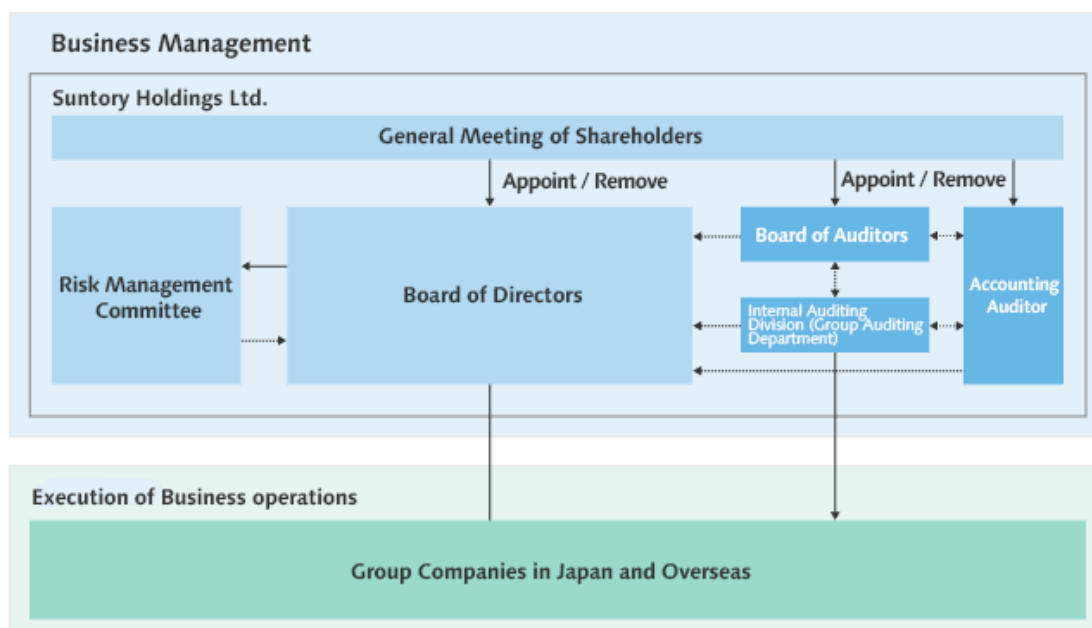 Business Management
Suntory Holdings Ltd.
General Meeting of Shareholders
Appoint / Remove
Appoint / Remove
Risk Management
Committee
Board of Directors
Board of Auditors
Internal Auditing
Division (Group Auditing
Department)
Accounting
Auditor
Execution of Business operations
Group Companies in Japan and Overseas